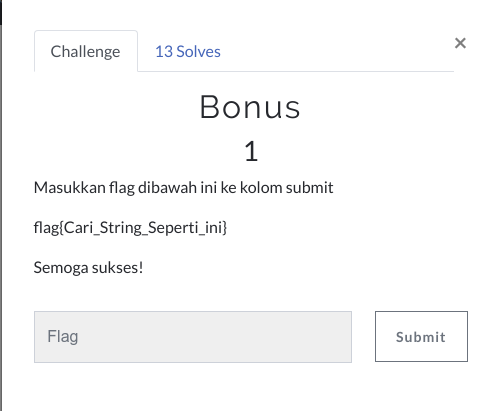 Challenge
13 Solves
×
Bonus
1
Masukkan flag dibawah ini ke kolom submit
flag{Cari_String_Seperti_ini}
Semoga sukses!
Flag
Submit